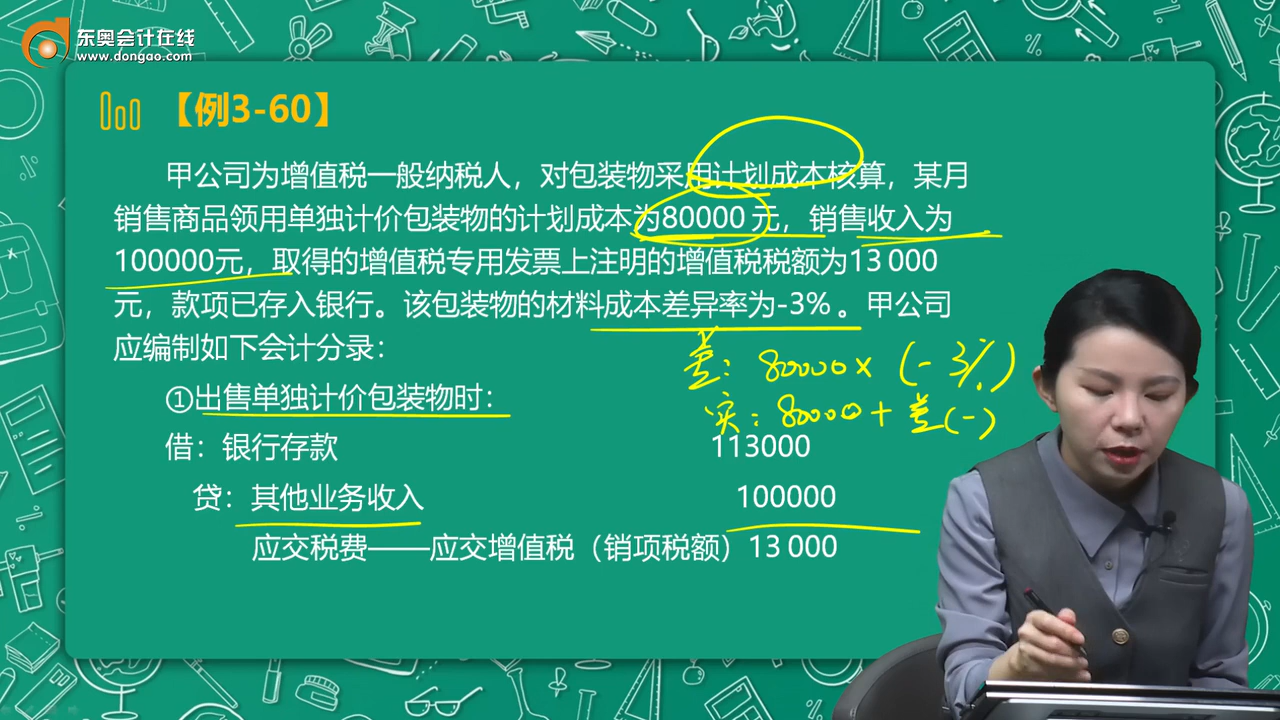 东奥会计在线
www.dongao.com
【例3-60】
甲公司为增值税一般纳税人，对包装物采用计划成本核算，某月
销售商品领用单独计价包装物的计划成本为80000元，销售收入为
100000元，取得的增值税专用发票上注明的增值税税额为13 000
元，款项已存入银行。该包装物的材料成本差异率为-3%。甲公司
应编制如下会计分录：
差：80000×（-3%）
①出售单独计价包装物时：
实：80000+差(-)
借：银行存款 113000
贷：其他业务收入 100000
应交税费——应交增值税（销项税额）13 000